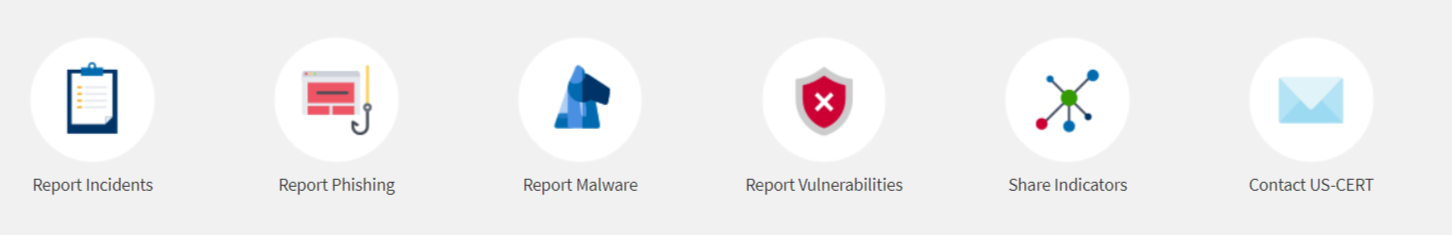 Report Incidents
Report Phishing
Report Malware
Report Vulnerabilities
Share Indicators
Contact US-CERT